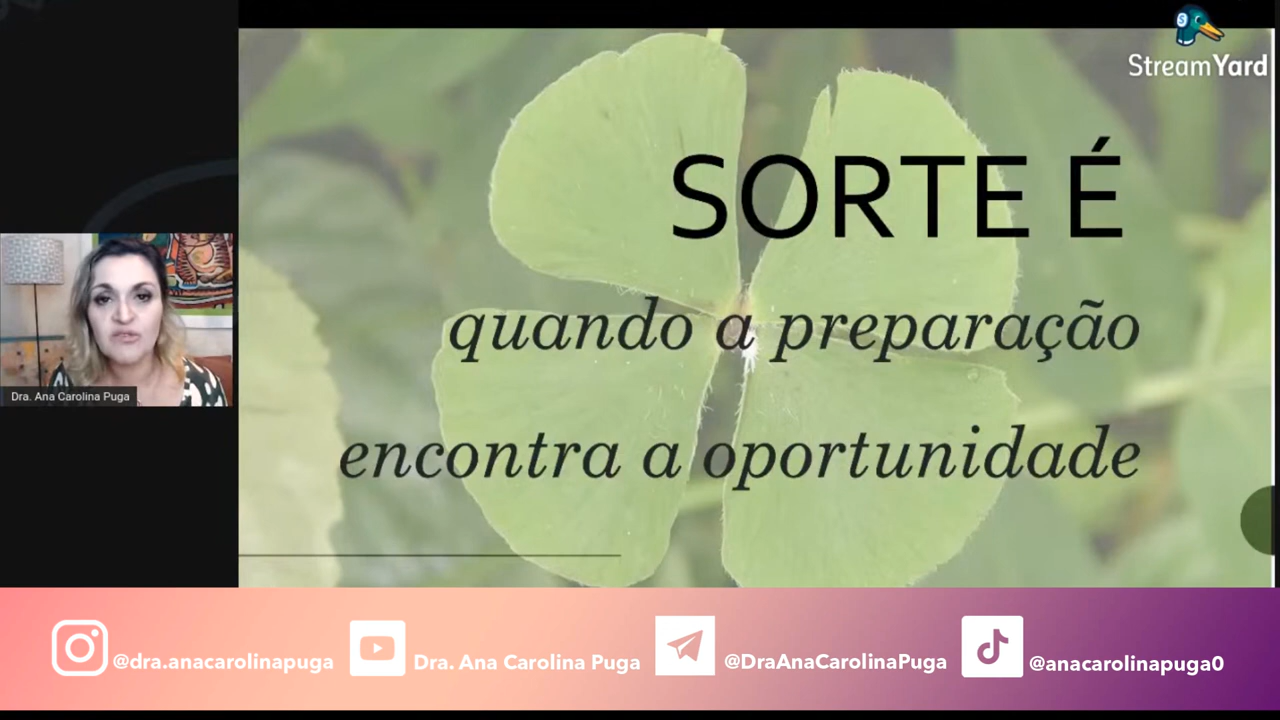 StreamYard
SORTE É
quando a preparação
encontra a oportunidade
Dra. Ana Carolina Puga
@dra.anacarolinapuga
Dra. Ana Carolina Puga
@DraAnaCarolinaPuga
@anacarolinapuga0